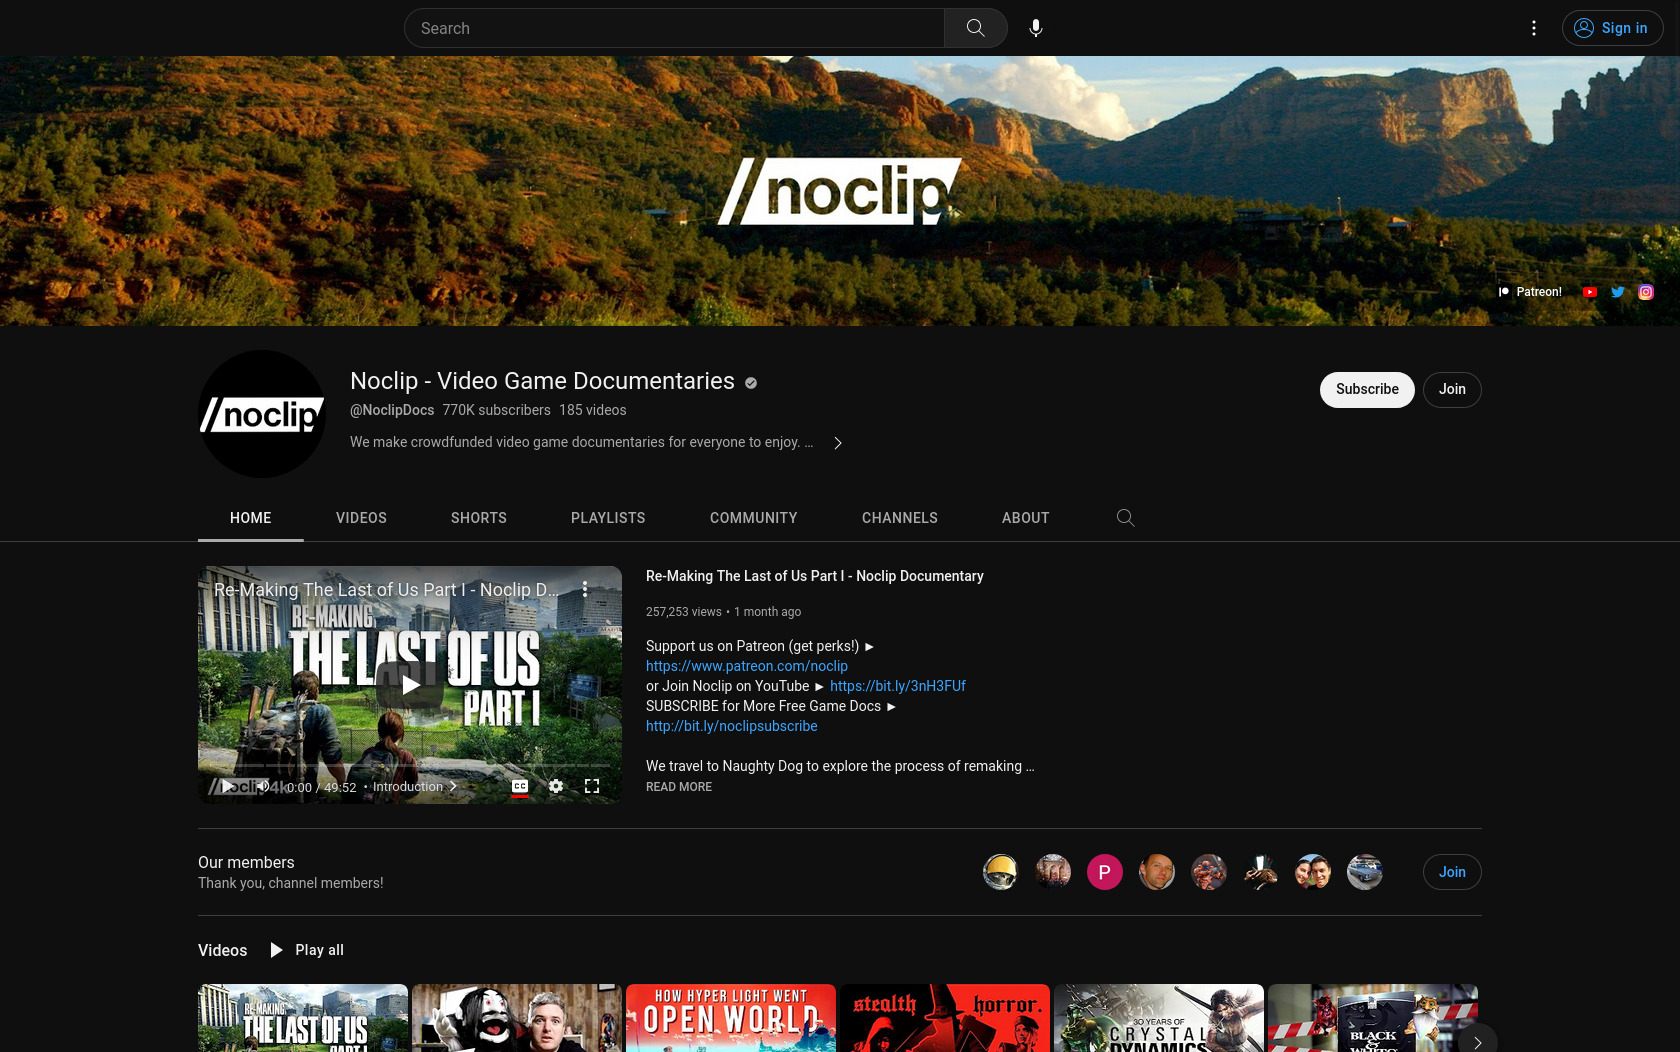 Search
Sign in
//noclip
Patreon!
//noclip
Noclip - Video Game Documentaries
@NoclipDocs 770K subscribers 185 videos
We make crowdfunded video game documentaries for everyone to enjoy. ...
Subscribe
Join
HOME
VIDEOS
SHORTS
PLAYLISTS
COMMUNITY
CHANNELS
ABOUT
Re-Making The Last of Us Part I - Noclip D...
RE-MAKING
THE LAST OF US
PART I
0:00 / 49:52 • Introduction
CC
Re-Making The Last of Us Part I - Noclip Documentary
257,253 views • 1 month ago
Support us on Patreon (get perks!) ►
https://www.patreon.com/noclip
or Join Noclip on YouTube ► https://bit.ly/3nH3FUf
SUBSCRIBE for More Free Game Docs ►
http://bit.ly/noclipsubscribe
We travel to Naughty Dog to explore the process of remaking ...
READ MORE
Our members
Thank you, channel members!
P
Join
Videos
Play all
RE-MAKING
THE LAST OF US
PART I
HOW HYPER LIGHT WENT
OPEN WORLD
stealth horror.
30 YEARS OF
CRYSTAL
DYNAMICS
BLACK
& WHITE